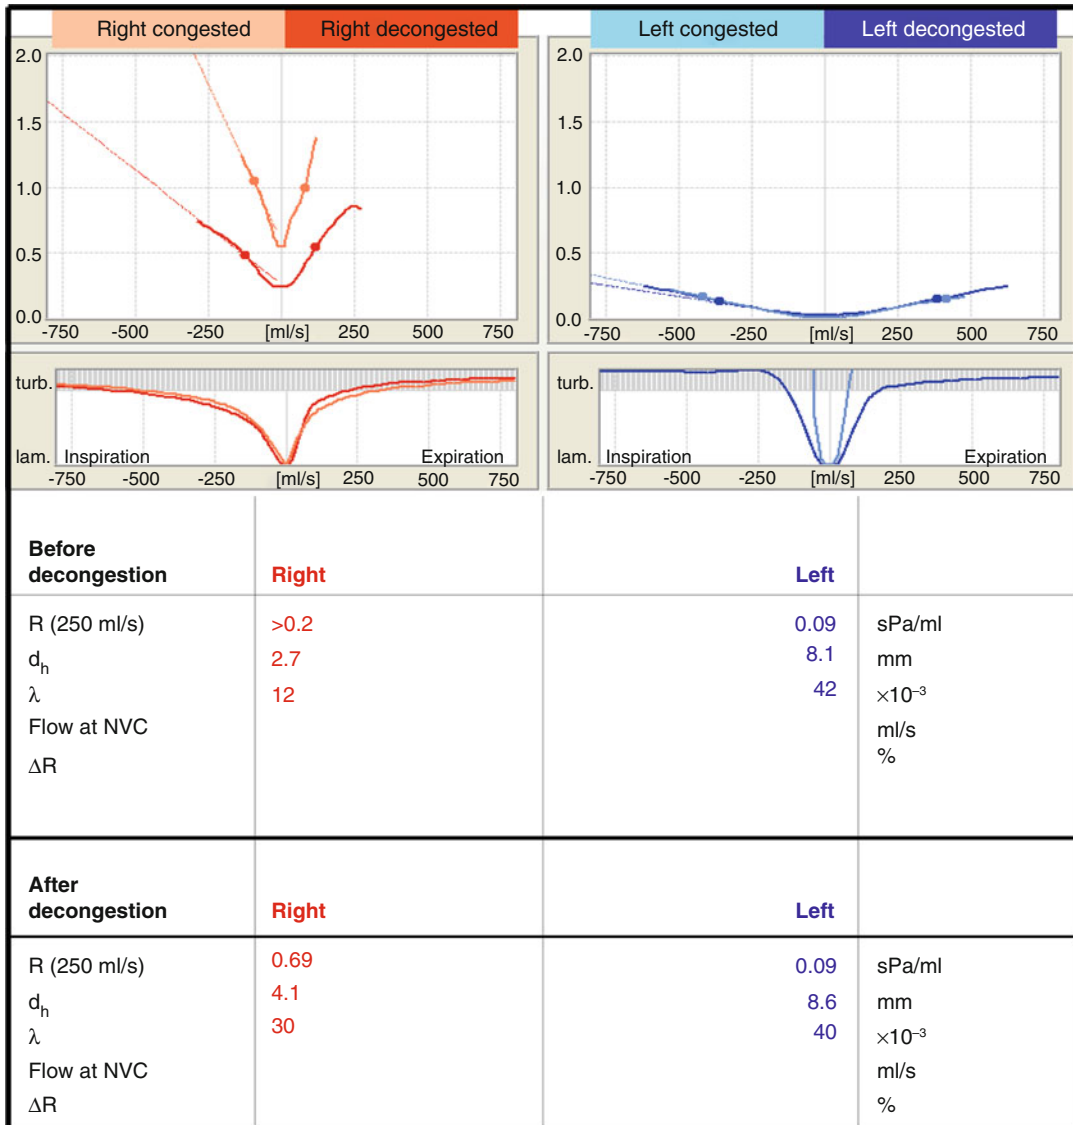 Right congested Right decongested Left congested Left decongested
2.0 2.0
1.5 1.5
1.0 1.0
0.5 0.5
0.0 0.0
-750 -500 -250 [ml/s] 250 500 750 -750 -500 -250 [ml/s] 250 500 750
turb. turb.
lam. Inspiration Expiration lam. Inspiration Expiration
-750 -500 -250 [ml/s] 250 500 750 -750 -500 -250 [ml/s] 250 500 750
Before
decongestion Right Left
R (250 ml/s) >0.2 0.09 sPa/ml
dₕ 2.7 8.1 mm
λ 12 42 ×10⁻³
Flow at NVC ml/s
ΔR %
After
decongestion Right Left
R (250 ml/s) 0.69 0.09 sPa/ml
dₕ 4.1 8.6 mm
λ 30 40 ×10⁻³
Flow at NVC ml/s
ΔR %